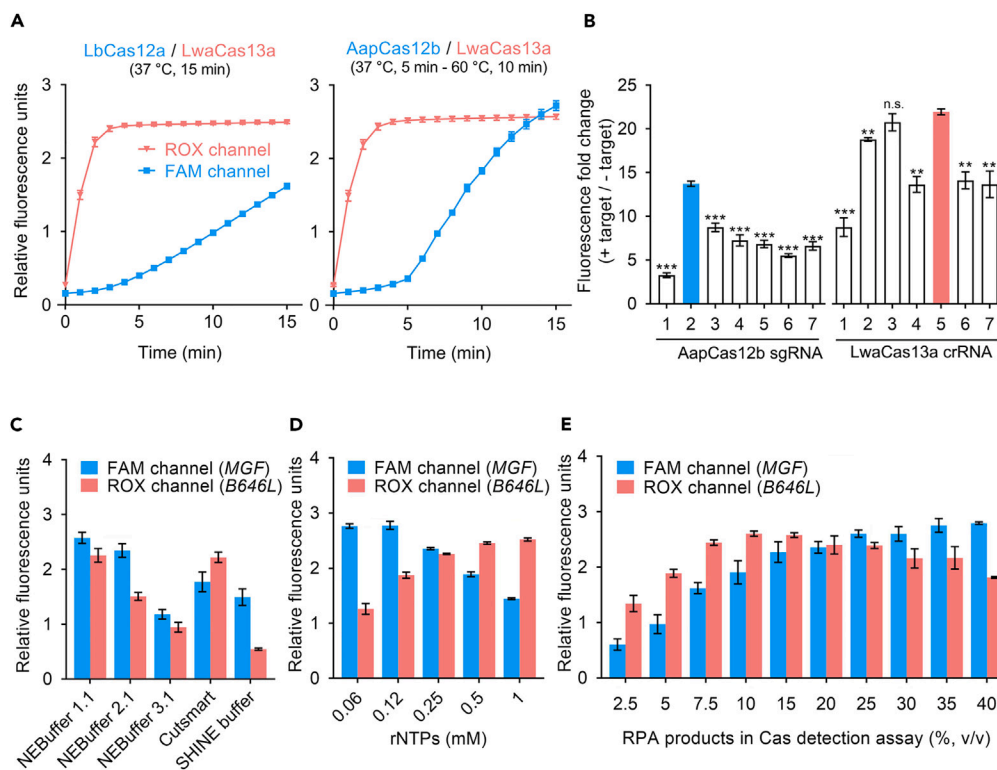 A
LbCas12a / LwaCas13a
(37 °C, 15 min)
AapCas12b / LwaCas13a
(37 °C, 5 min - 60 °C, 10 min)
Relative fluorescence units
3
2
1
0
ROX channel
FAM channel
0 5 10 15
Time (min)
3
2
1
0
0 5 10 15
Time (min)
B
Fluorescence fold change
(+ target / - target)
25
20
15
10
5
0
*** *** *** *** *** ***
*** ** n.s. ** ** **
1 2 3 4 5 6 7
AapCas12b sgRNA
1 2 3 4 5 6 7
LwaCas13a crRNA
C
Relative fluorescence units
4
3
2
1
0
FAM channel (MGF)
ROX channel (B646L)
NEBuffer 1.1
NEBuffer 2.1
NEBuffer 3.1
Cutsmart
SHINE buffer
D
Relative fluorescence units
4
3
2
1
0
FAM channel (MGF)
ROX channel (B646L)
0.06 0.12 0.25 0.5 1
rNTPs (mM)
E
Relative fluorescence units
4
3
2
1
0
FAM channel (MGF)
ROX channel (B646L)
2.5 5 7.5 10 15 20 25 30 35 40
RPA products in Cas detection assay (%, v/v)